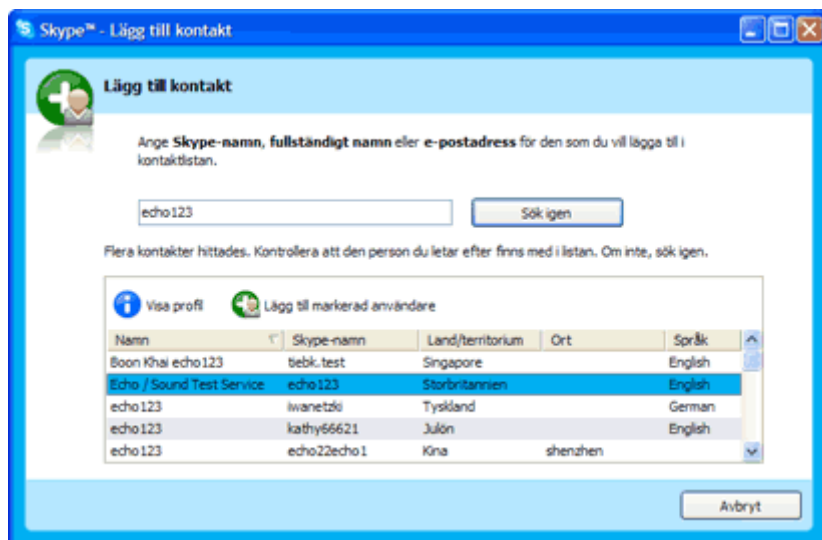 Skype™ - Lägg till kontakt
Lägg till kontakt
Ange Skype-namn, fullständigt namn eller e-postadress för den som du vill lägga till i
kontaktlistan.
echo123 Sök igen
Flera kontakter hittades. Kontrollera att den person du letar efter finns med i listan. Om inte, sök igen.
Visa profil Lägg till markerad användare
Namn Skype-namn Land/territorium Ort Språk
Boon Khai echo123 tiebk.test Singapore English
Echo / Sound Test Service echo123 Storbritannien English
echo123 iwanetzki Tyskland German
echo123 kathy66621 Julön English
echo123 echo22echo1 Kina shenzhen
Avbryt